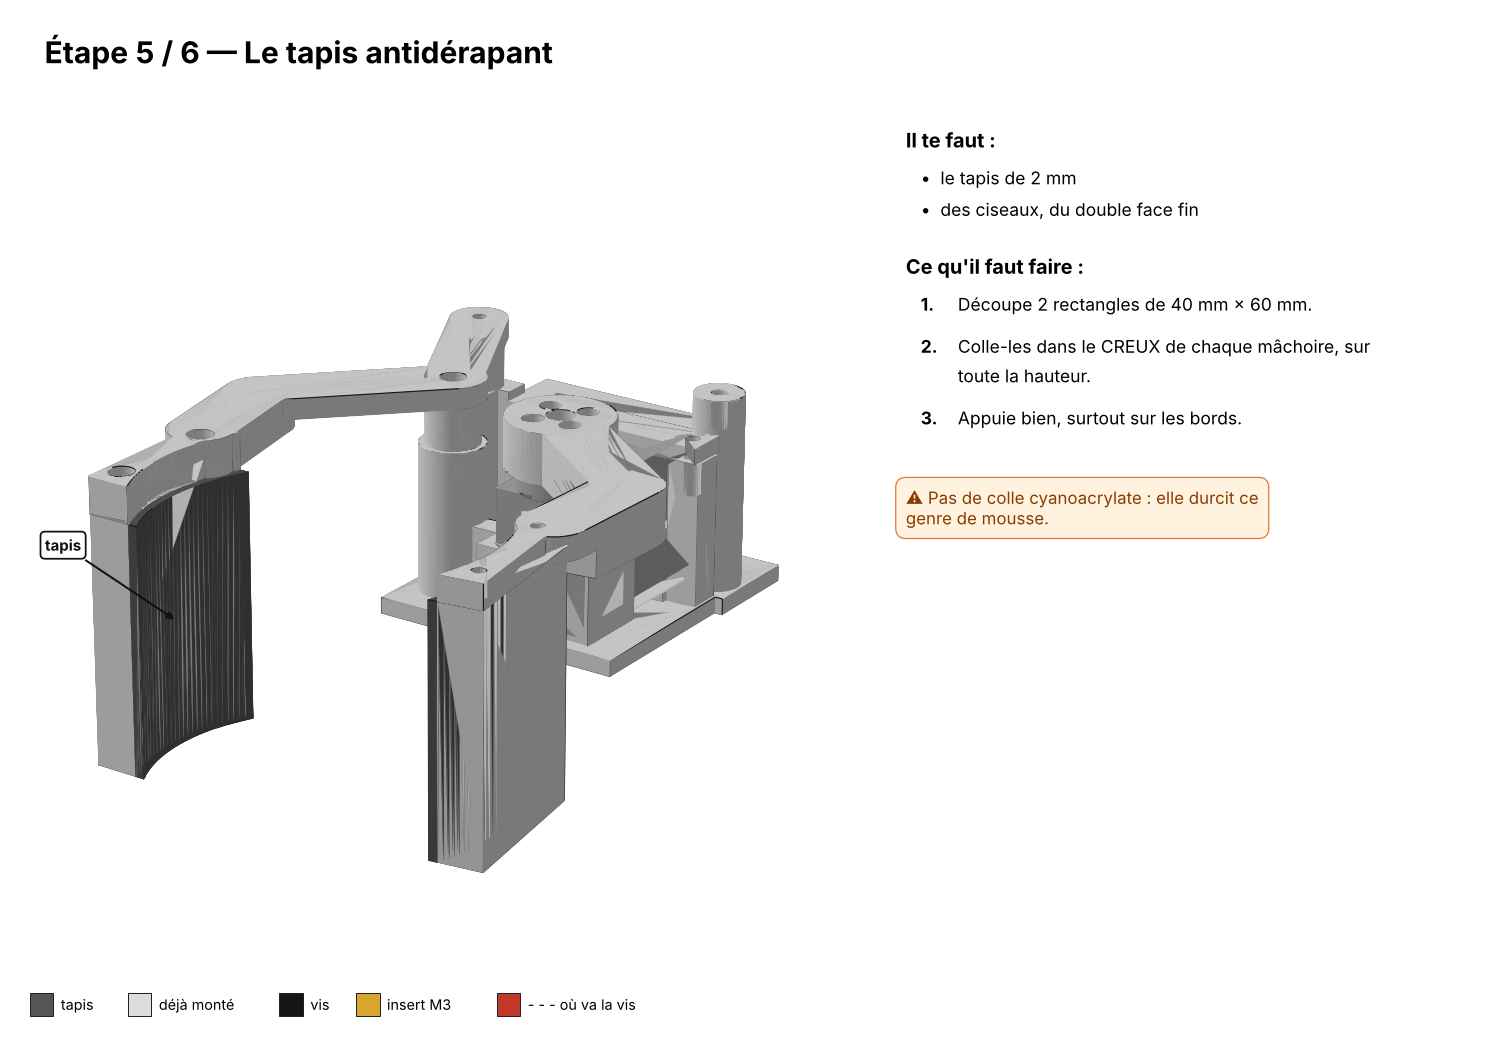 Étape 5 / 6 — Le tapis antidérapant
Il te faut :
• le tapis de 2 mm
• des ciseaux, du double face fin
Ce qu'il faut faire :
1. Découpe 2 rectangles de 40 mm × 60 mm.
2. Colle-les dans le CREUX de chaque mâchoire, sur
toute la hauteur.
3. Appuie bien, surtout sur les bords.
⚠ Pas de colle cyanoacrylate : elle durcit ce
genre de mousse.
tapis
tapis
déjà monté
vis
insert M3
- - - où va la vis